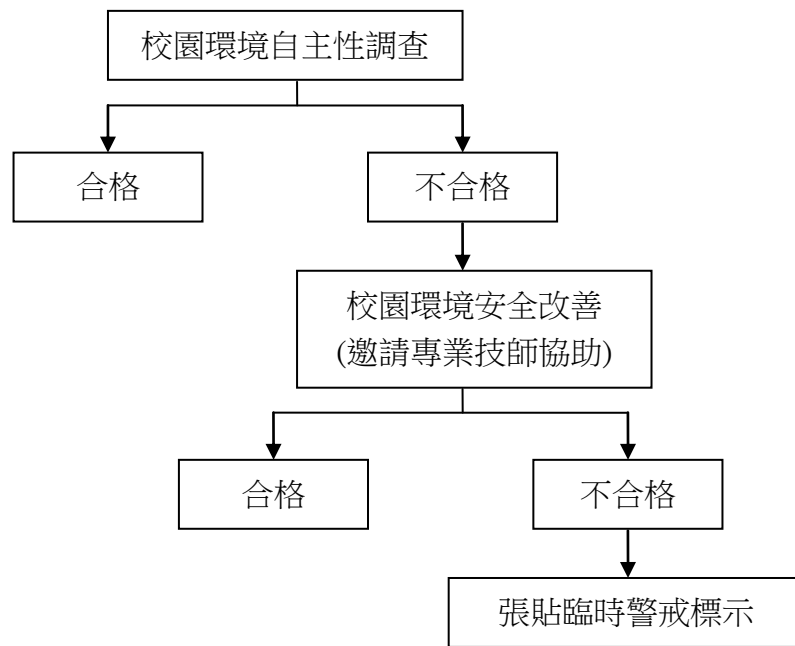 校園環境自主性調查
合格
不合格
校園環境安全改善
(邀請專業技師協助)
合格
不合格
張貼臨時警戒標示